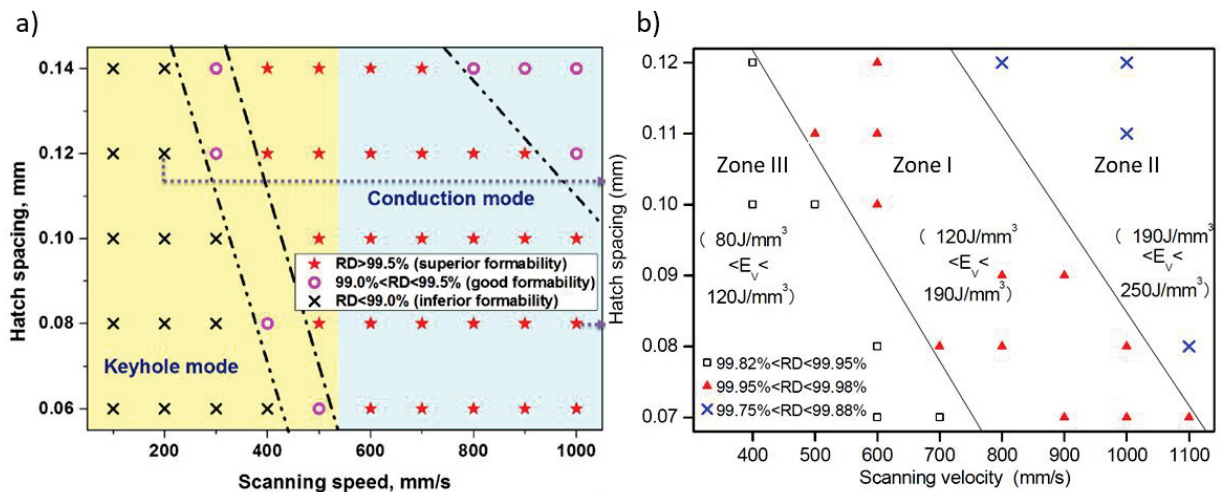 a)
Hatch spacing, mm
0.14
0.12
0.10
0.08
0.06
Conduction mode
RD>99.5% (superior formability)
99.0%<RD<99.5% (good formability)
RD<99.0% (inferior formability)
Keyhole mode
200 400 600 800 1000
Scanning speed, mm/s
b)
Hatch spacing (mm)
0.12
0.11
0.10
0.09
0.08
0.07
Zone III Zone I Zone II
( 80J/mm³
<Eᵥ<
120J/mm³)
( 120J/mm³
<Eᵥ<
190J/mm³)
( 190J/mm³
<Eᵥ<
250J/mm³)
99.82%<RD<99.95%
99.95%<RD<99.98%
99.75%<RD<99.88%
400 500 600 700 800 900 1000 1100
Scanning velocity (mm/s)